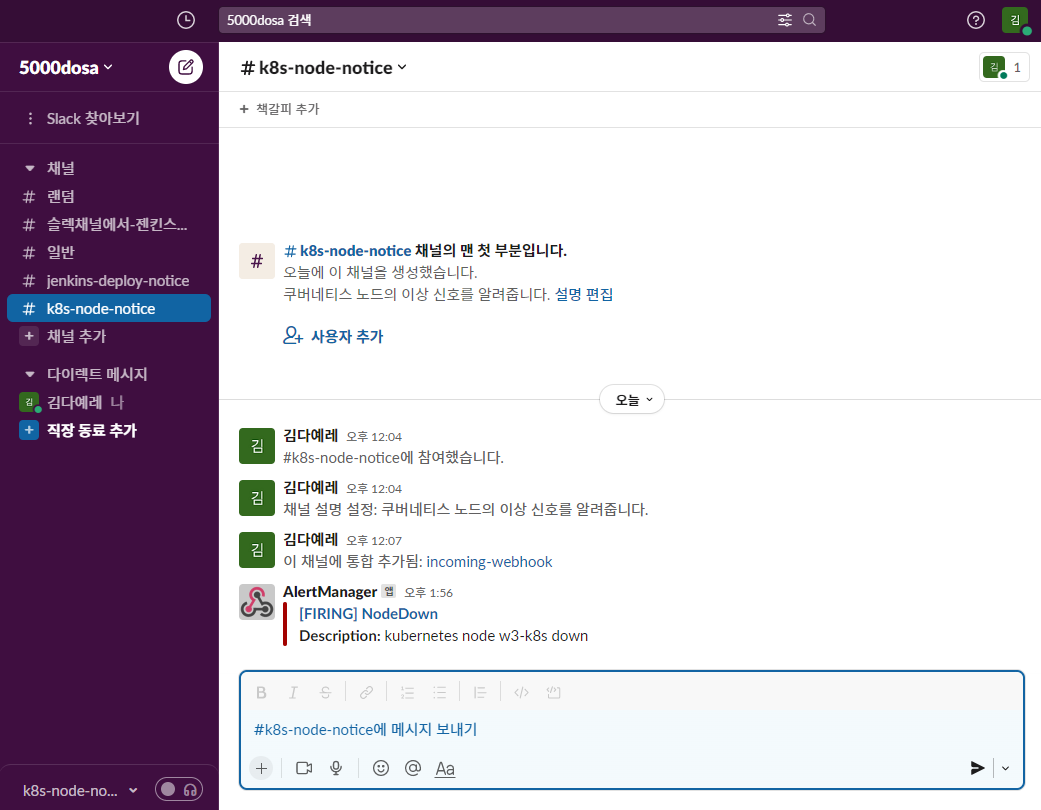 5000dosa 검색
김
5000dosa
Slack 찾아보기
채널
# 랜덤
# 슬렉채널에서-젠킨스...
# 일반
# jenkins-deploy-notice
# k8s-node-notice
+ 채널 추가
다이렉트 메시지
김 김다예레 나
+ 직장 동료 추가
k8s-node-no...
# k8s-node-notice
김 1
+ 책갈피 추가
#
# k8s-node-notice 채널의 맨 첫 부분입니다.
오늘에 이 채널을 생성했습니다.
쿠버네티스 노드의 이상 신호를 알려줍니다. 설명 편집
사용자 추가
오늘
김
김다예레 오후 12:04
#k8s-node-notice에 참여했습니다.
김
김다예레 오후 12:04
채널 설명 설정: 쿠버네티스 노드의 이상 신호를 알려줍니다.
김
김다예레 오후 12:07
이 채널에 통합 추가됨: incoming-webhook
AlertManager 앱 오후 1:56
[FIRING] NodeDown
Description: kubernetes node w3-k8s down
B I S
#k8s-node-notice에 메시지 보내기
+ @ Aa